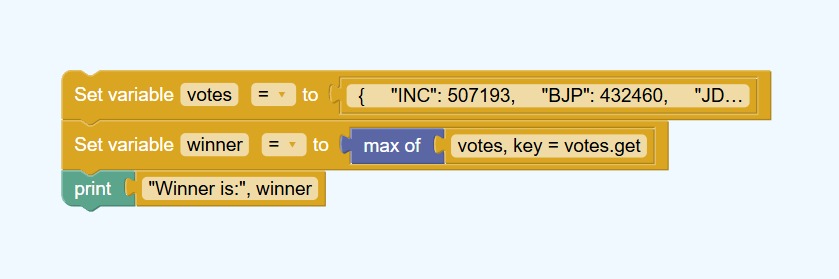 Set variable votes = to { "INC": 507193, "BJP": 432460, "JD...
Set variable winner = to max of votes, key = votes.get
print "Winner is:", winner